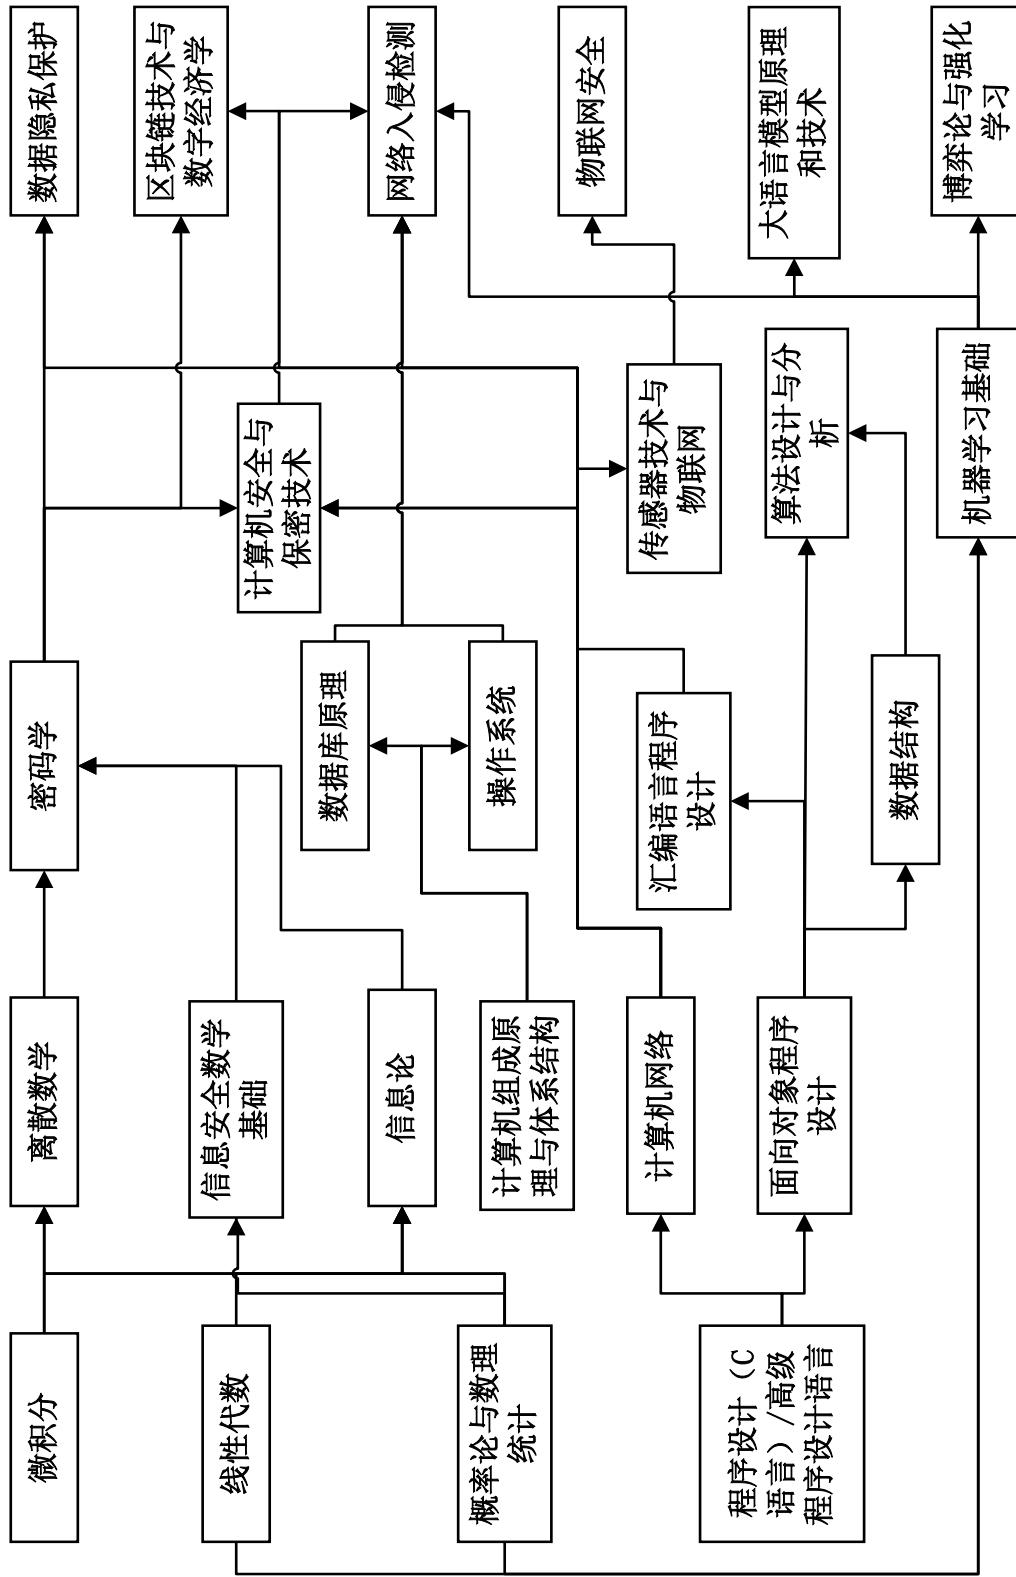 微积分
线性代数
概率论与数理
统计
程序设计（C
语言）/高级
程序设计语言
离散数学
信息安全数学
基础
信息论
计算机组成原
理与体系结构
计算机网络
面向对象程序
设计
密码学
数据库原理
操作系统
汇编语言程序
设计
数据结构
计算机安全与
保密技术
传感器技术与
物联网
算法设计与分
析
机器学习基础
数据隐私保护
区块链技术与
数字经济学
网络入侵检测
物联网安全
大语言模型原理
和技术
博弈论与强化
学习